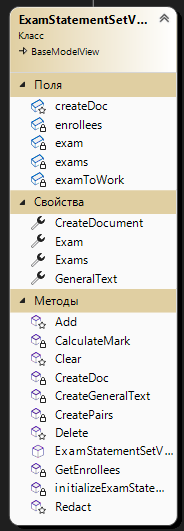 ExamStatementSetV...
Класс
BaseModelView
Поля
createDoc
enrollees
exam
exams
examToWork
Свойства
CreateDocument
Exam
Exams
GeneralText
Методы
Add
CalculateMark
Clear
CreateDoc
CreateGeneralText
CreatePairs
Delete
ExamStatementSetV...
GetEnrollees
initializeExamState...
Redact